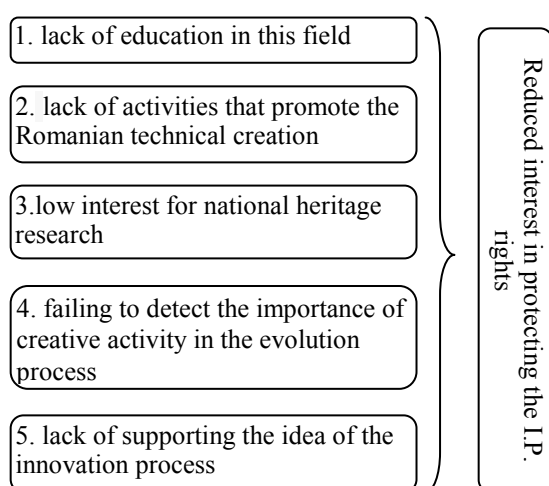 1. lack of education in this field
2. lack of activities that promote the
Romanian technical creation
3.low interest for national heritage
research
4. failing to detect the importance of
creative activity in the evolution
process
5. lack of supporting the idea of the
innovation process
Reduced interest in protecting the I.P.
rights